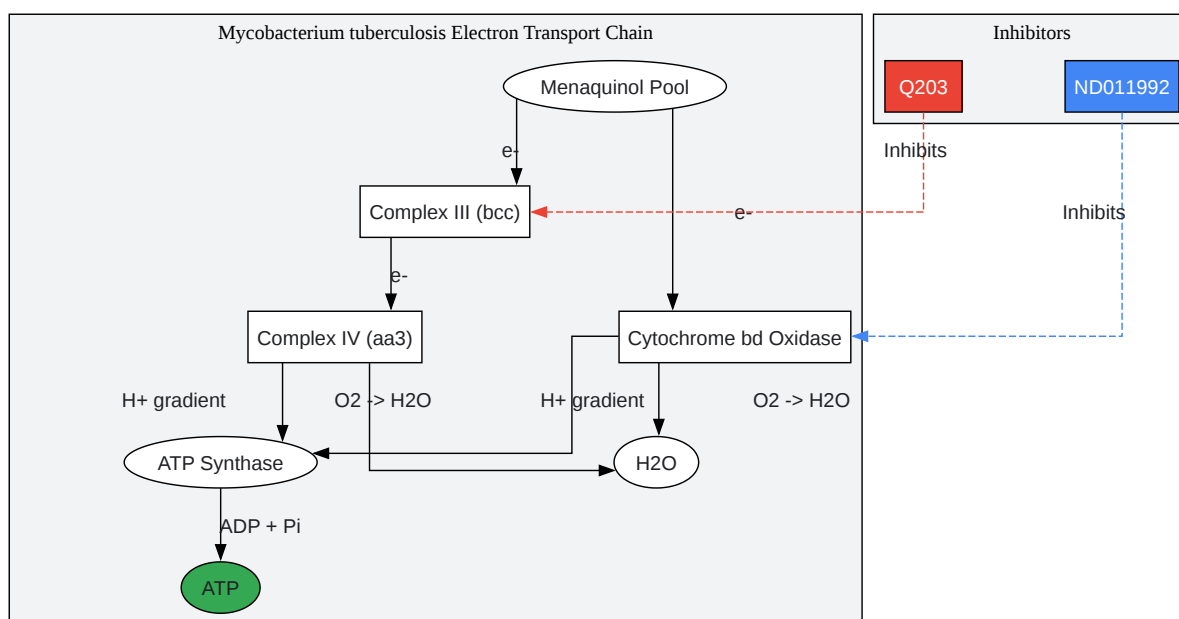 Mycobacterium tuberculosis Electron Transport Chain
Inhibitors
Menaquinol Pool
Q203
ND011992
e-
Inhibits
Complex III (bcc)
e-
Inhibits
e-
Complex IV (aa3)
Cytochrome bd Oxidase
H+ gradient
O2 -> H2O
H+ gradient
O2 -> H2O
ATP Synthase
H2O
ADP + Pi
ATP